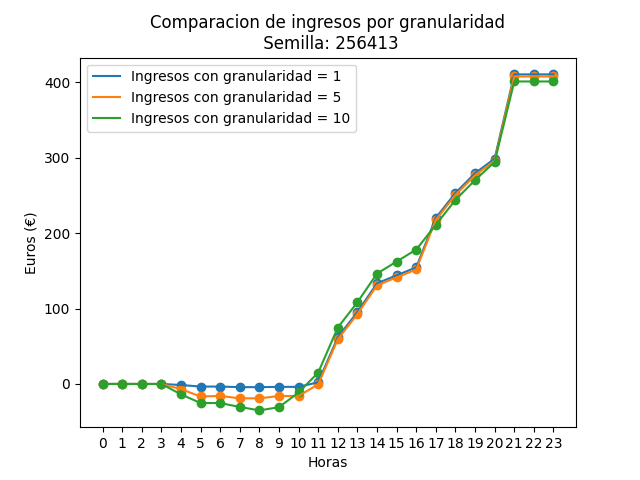 Comparacion de ingresos por granularidad
Semilla: 256413
Ingresos con granularidad = 1
Ingresos con granularidad = 5
Ingresos con granularidad = 10
Euros (€)
400
300
200
100
0
0 1 2 3 4 5 6 7 8 9 10 11 12 13 14 15 16 17 18 19 20 21 22 23
Horas